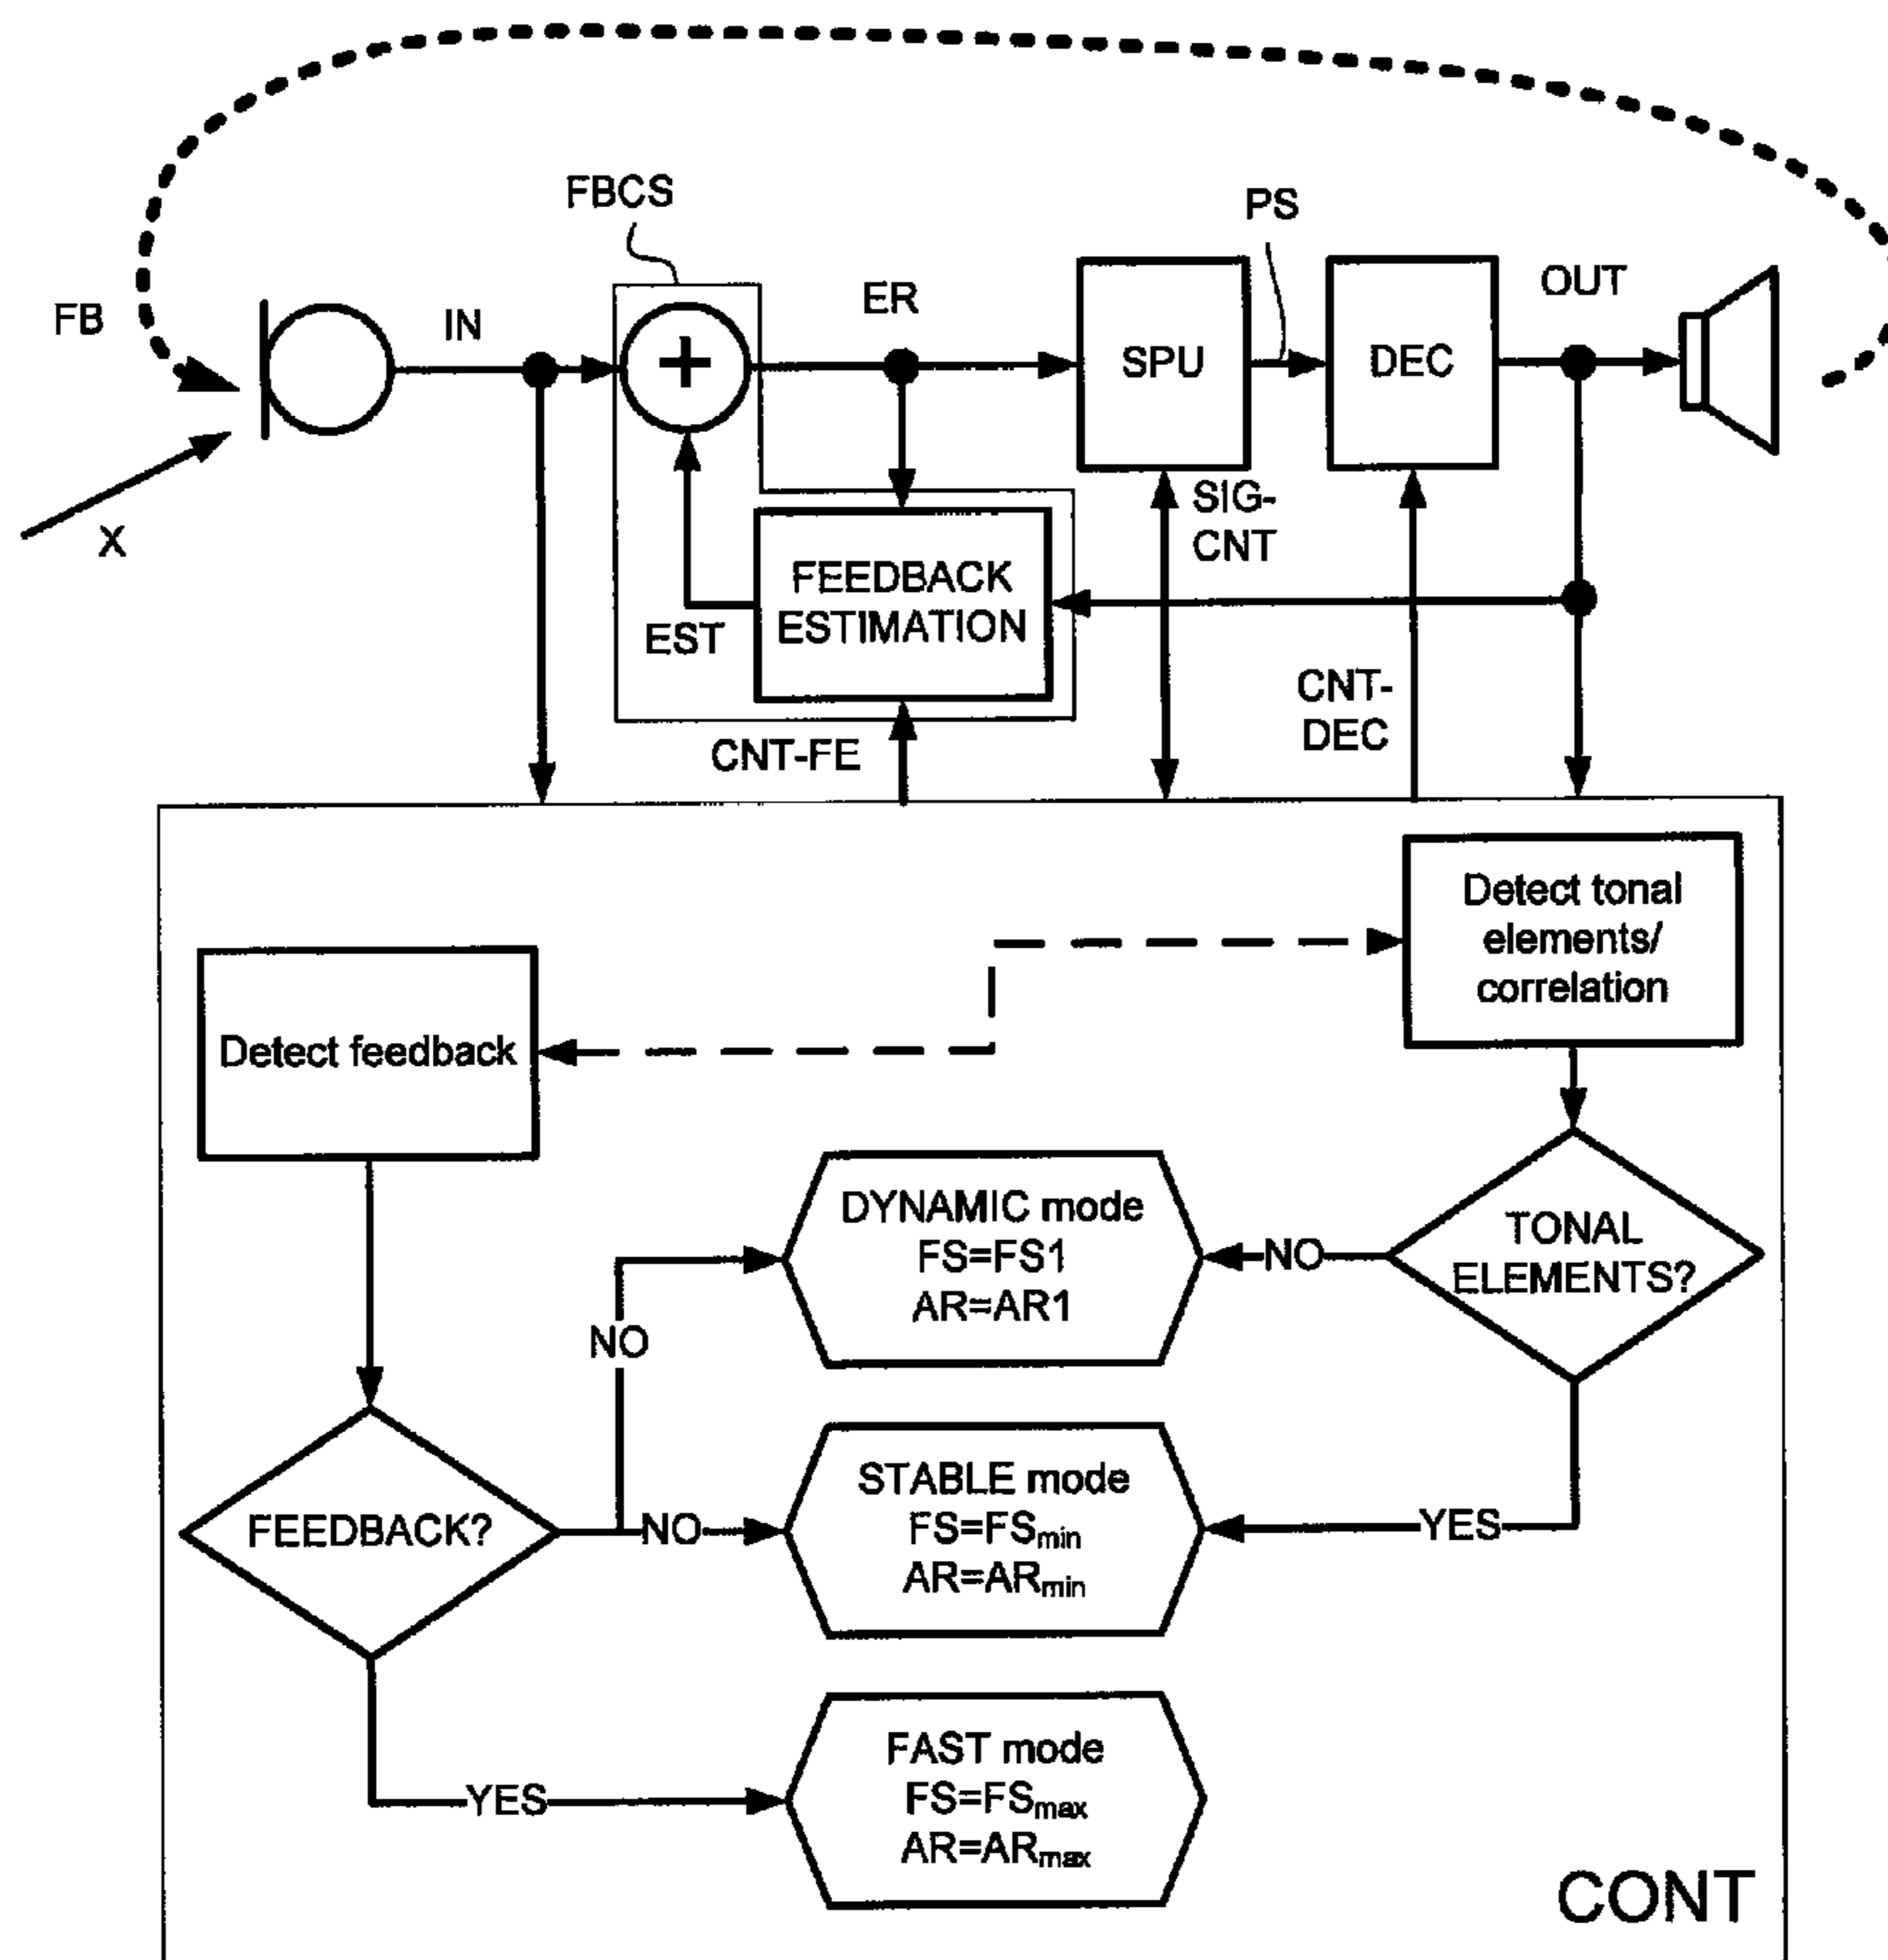 FBCS
PS
FB
IN
ER
SPU
DEC
OUT
X
SIG-
CNT
FEEDBACK
ESTIMATION
EST
CNT-FE
CNT-
DEC
Detect tonal
elements/
correlation
Detect feedback
DYNAMIC mode
FS=FS1
AR=AR1
NO
TONAL
ELEMENTS?
NO
STABLE mode
FS=FSmin
AR=ARmin
FEEDBACK?
NO
YES
FAST mode
FS=FSmax
AR=ARmax
YES
CONT